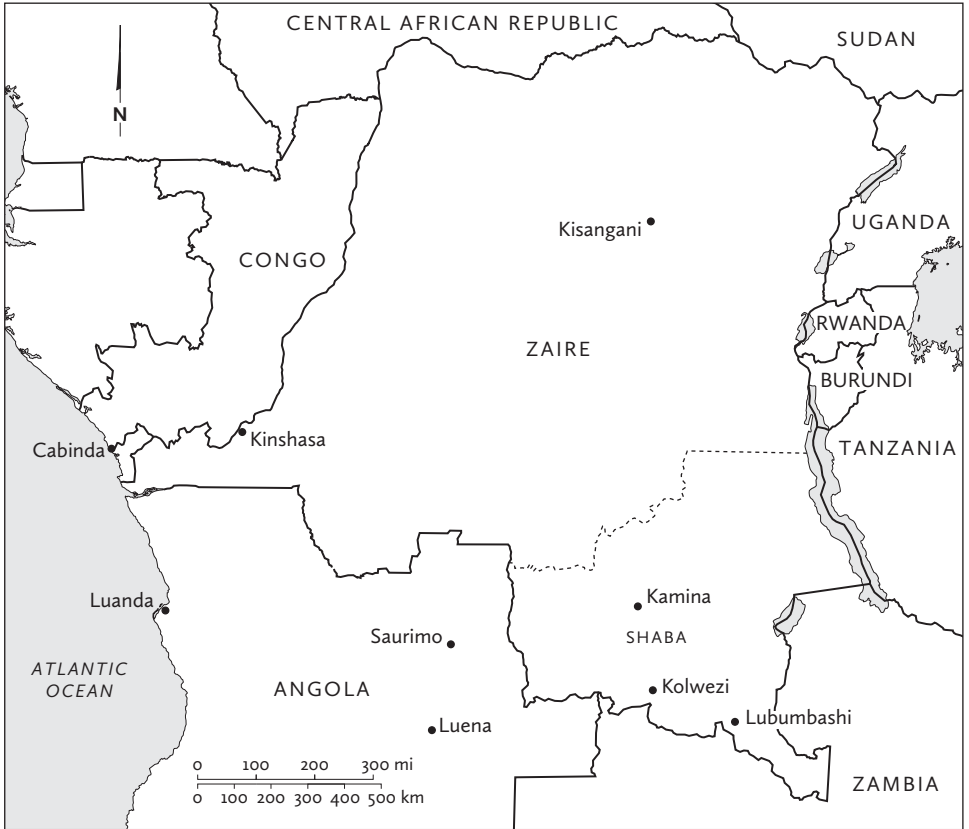 CENTRAL AFRICAN REPUBLIC
SUDAN
N
UGANDA
Kisangani
CONGO
RWANDA
ZAIRE
BURUNDI
Kinshasa
Cabinda
TANZANIA
Luanda
Kamina
Saurimo
SHABA
ATLANTIC
OCEAN
ANGOLA
Kolwezi
Luena
Lubumbashi
0 100 200 300 mi
0 100 200 300 400 500 km
ZAMBIA